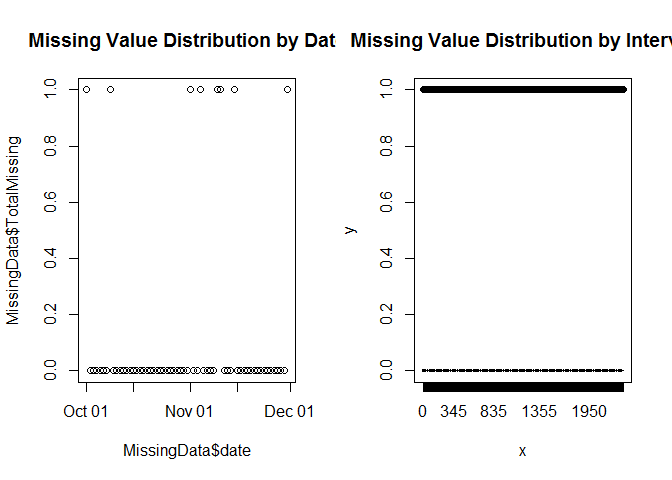 Missing Value Distribution by Dat
MissingData$TotalMissing
0.0 0.2 0.4 0.6 0.8 1.0
Oct 01 Nov 01 Dec 01
MissingData$date
Missing Value Distribution by Interv
y
0.0 0.2 0.4 0.6 0.8 1.0
0 345 835 1355 1950
x